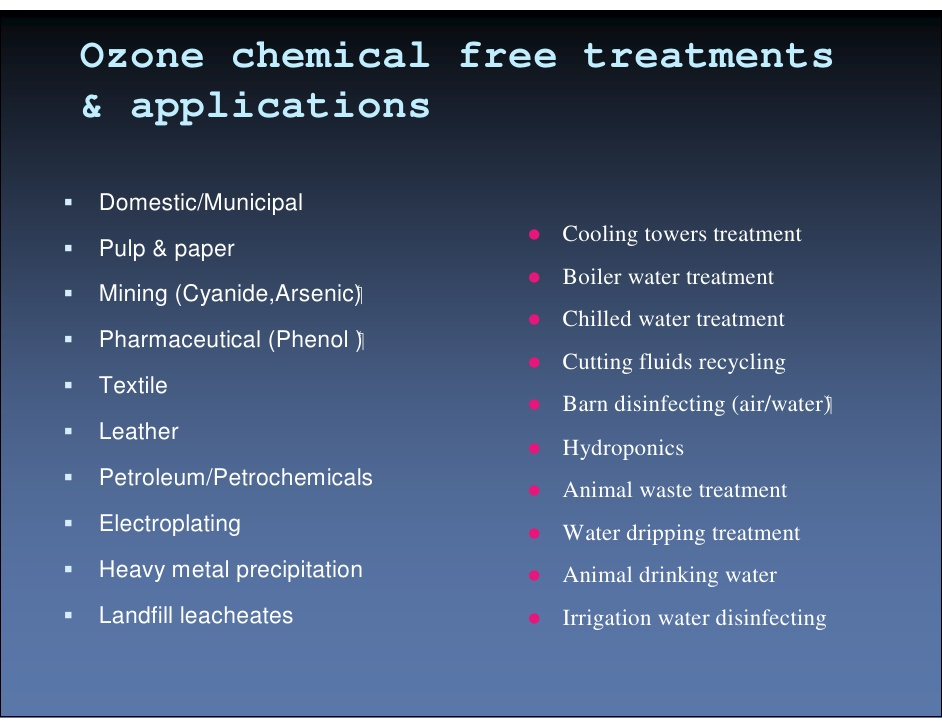 Ozone chemical free treatments
& applications
Domestic/Municipal
Pulp & paper
Mining (Cyanide,Arsenic)
Pharmaceutical (Phenol )
Textile
Leather
Petroleum/Petrochemicals
Electroplating
Heavy metal precipitation
Landfill leacheates
Cooling towers treatment
Boiler water treatment
Chilled water treatment
Cutting fluids recycling
Barn disinfecting (air/water)
Hydroponics
Animal waste treatment
Water dripping treatment
Animal drinking water
Irrigation water disinfecting